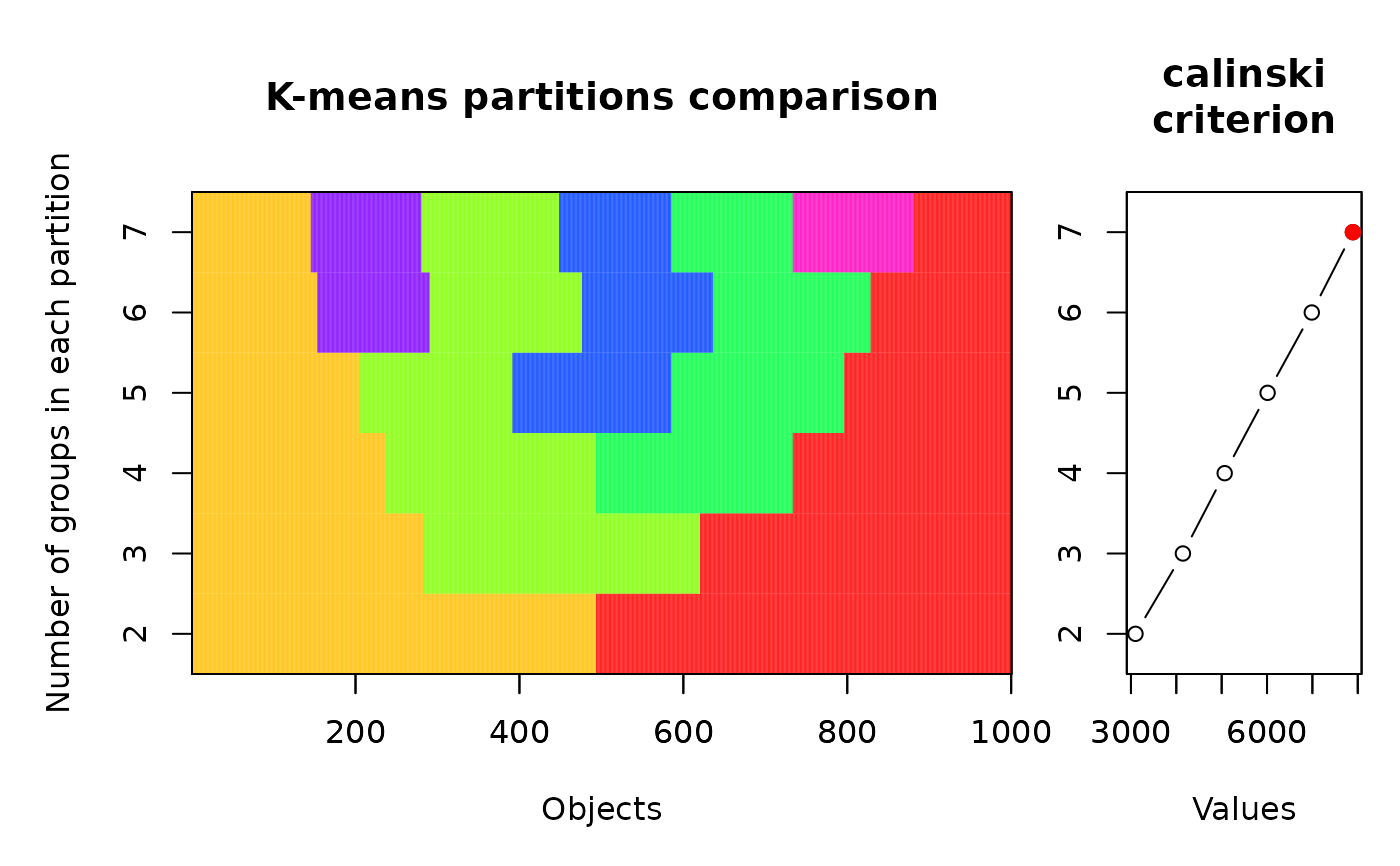 K-means partitions comparison
calinski
criterion
Number of groups in each partition
7
6
5
4
3
2
200 400 600 800 1000
Objects
7
6
5
4
3
2
3000 6000
Values